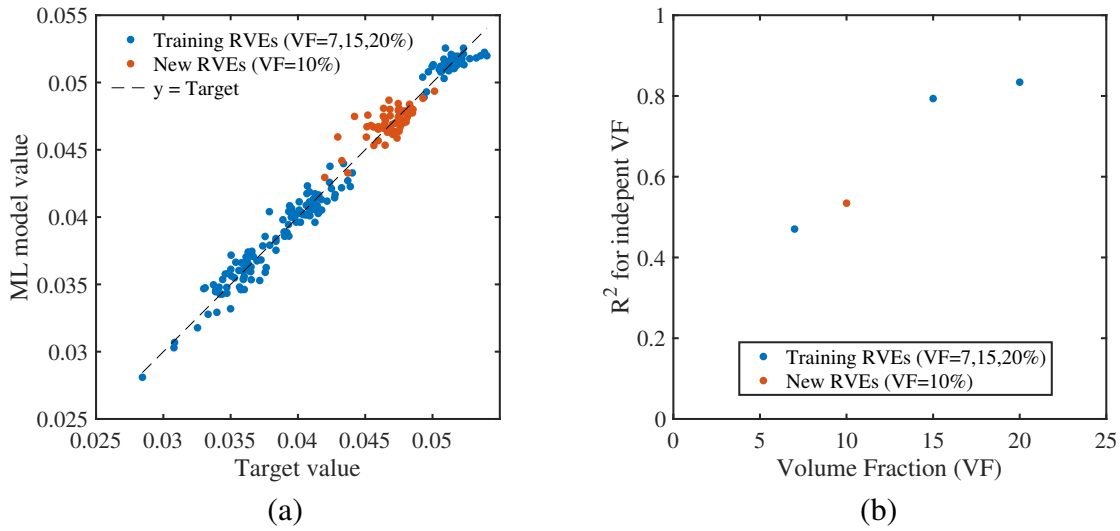 0.055
0.05
0.045
0.04
0.035
0.03
0.025
ML model value
Training RVEs (VF=7,15,20%)
New RVEs (VF=10%)
y = Target
0.025 0.03 0.035 0.04 0.045 0.05
Target value
(a)
1
0.8
0.6
0.4
0.2
0
R² for indepent VF
Training RVEs (VF=7,15,20%)
New RVEs (VF=10%)
0 5 10 15 20 25
Volume Fraction (VF)
(b)